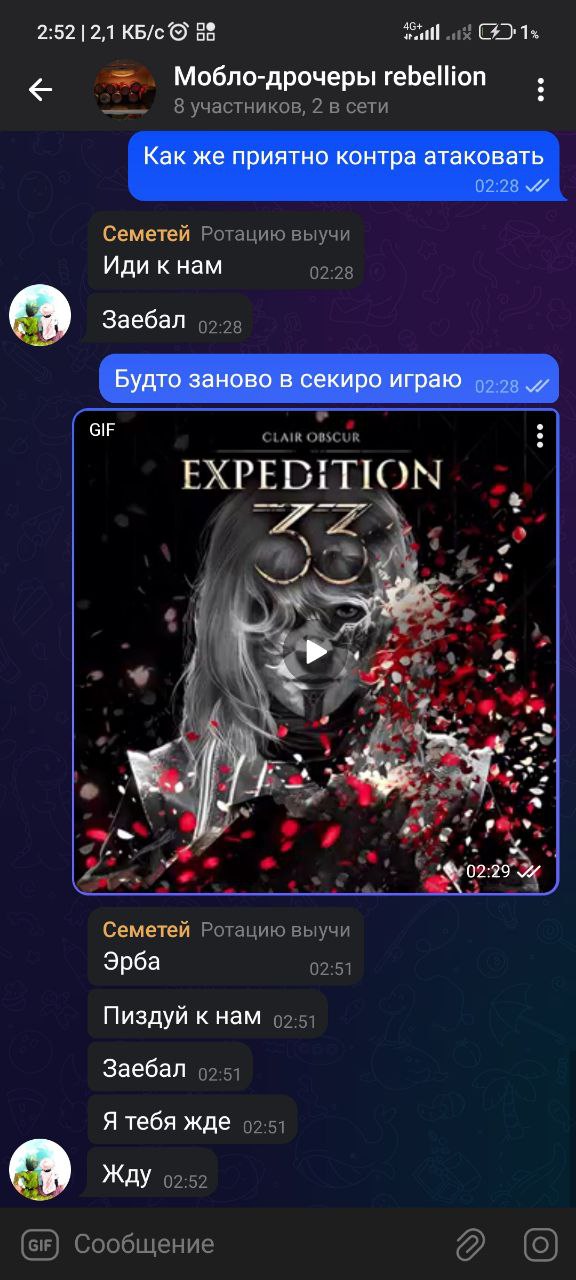 2:52 | 2,1 КБ/с
4G+
1%
Мобло-дрочеры rebellion
8 участников, 2 в сети
Как же приятно контра атаковать
02:28
Семетей Ротацию выучи
Иди к нам 02:28
Заебал 02:28
Будто заново в секиро играю 02:28
GIF
CLAIR OBSCUR
EXPEDITION
33
02:29
Семетей Ротацию выучи
Эрба 02:51
Пиздуй к нам 02:51
Заебал 02:51
Я тебя жде 02:51
Жду 02:52
GIF Сообщение